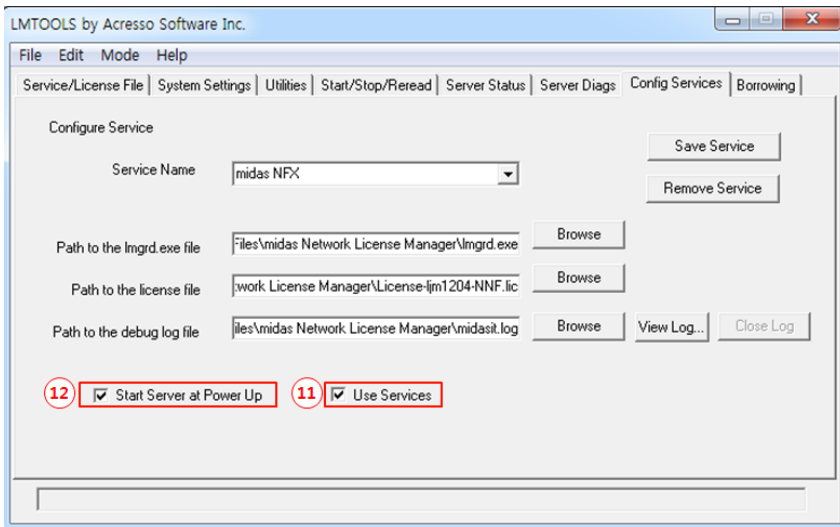 LMTOOLS by Acresso Software Inc.
File Edit Mode Help
Service/License File System Settings Utilities Start/Stop/Reread Server Status Server Diags Config Services Borrowing
Configure Service
Save Service
Service Name midas NFX
Remove Service
Path to the lmgrd.exe file Files\midas Network License Manager\lmgrd.exe Browse
Path to the license file :work License Manager\License-ljm1204-NNF.lic Browse
Path to the debug log file iles\midas Network License Manager\midasit.log Browse View Log... Close Log
12 Start Server at Power Up 11 Use Services